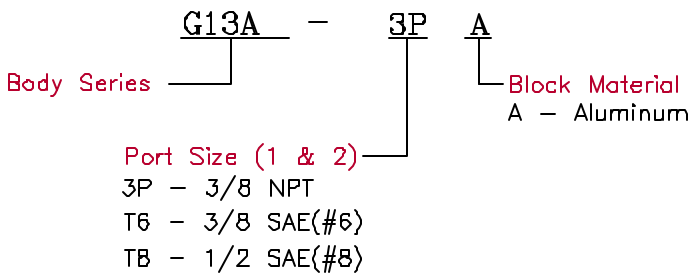 G13A - 3P A
Body Series
Block Material
A - Aluminum
Port Size (1 & 2)
3P - 3/8 NPT
T6 - 3/8 SAE(#6)
T8 - 1/2 SAE(#8)